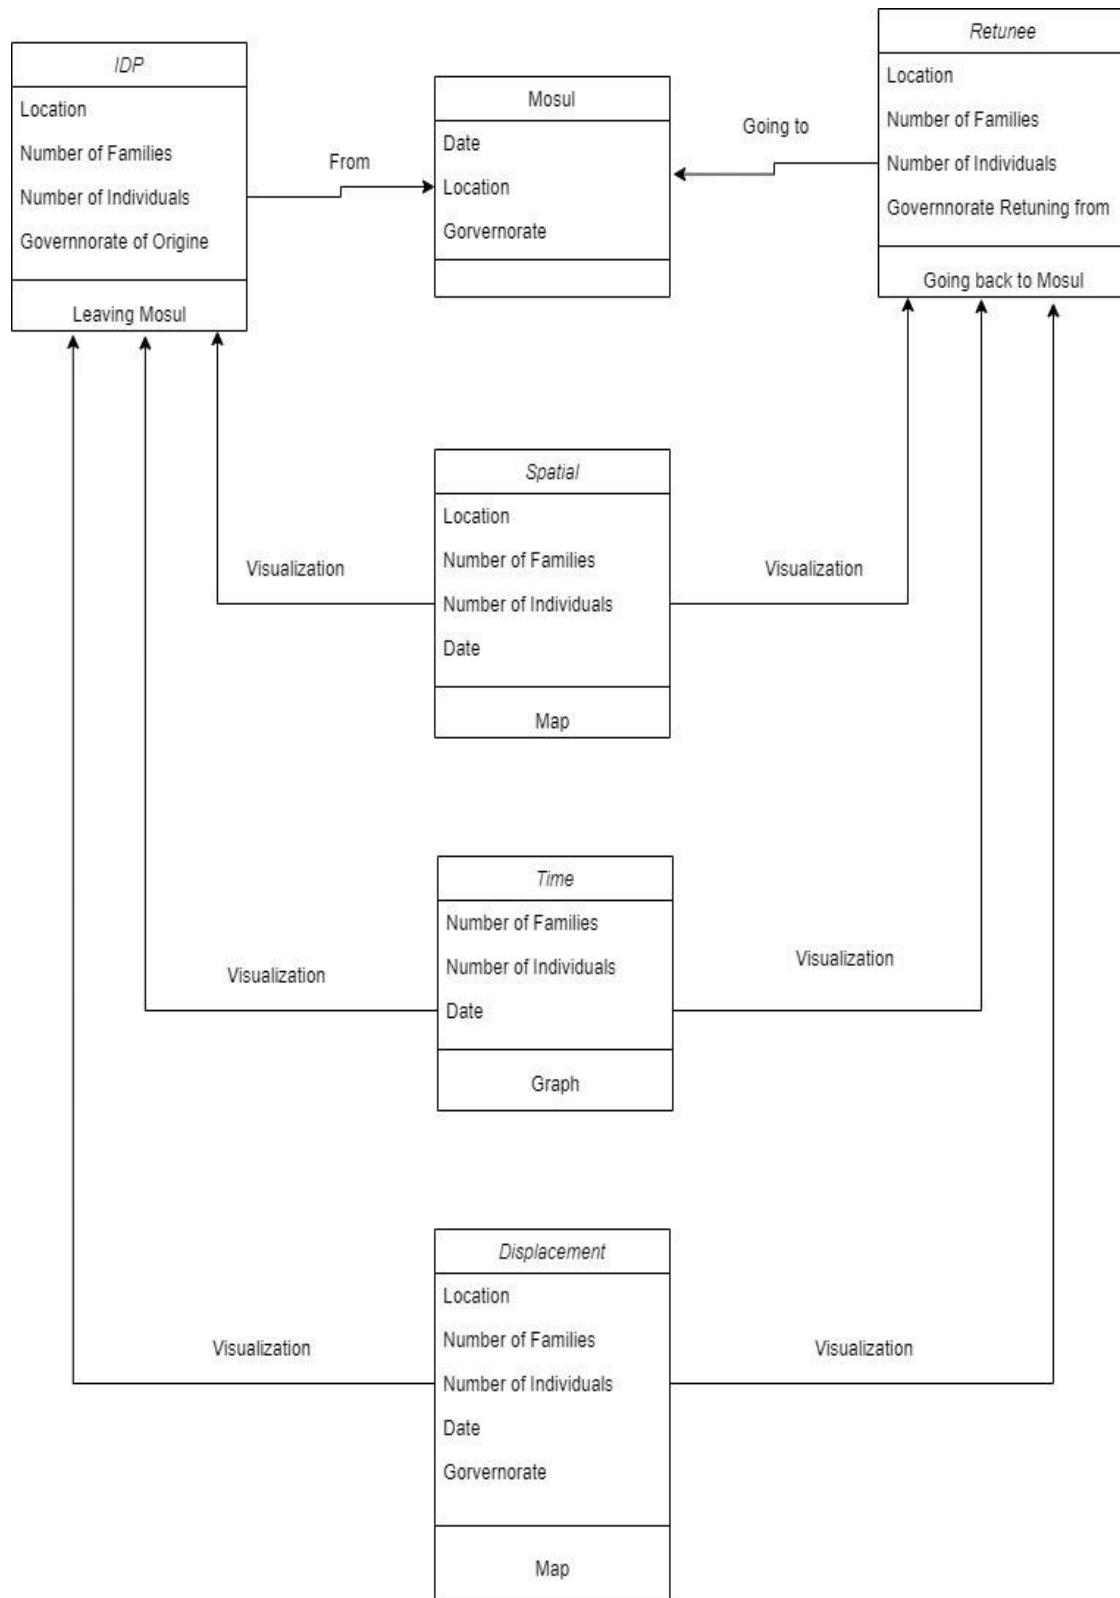 IDP
Location
Number of Families
Number of Individuals
Governnorate of Origine
Leaving Mosul
From
Mosul
Date
Location
Gorvernorate
Going to
Retunee
Location
Number of Families
Number of Individuals
Governnorate Retuning from
Going back to Mosul
Visualization
Spatial
Location
Number of Families
Number of Individuals
Date
Map
Visualization
Visualization
Time
Number of Families
Number of Individuals
Date
Graph
Visualization
Visualization
Displacement
Location
Number of Families
Number of Individuals
Date
Gorvernorate
Map
Visualization